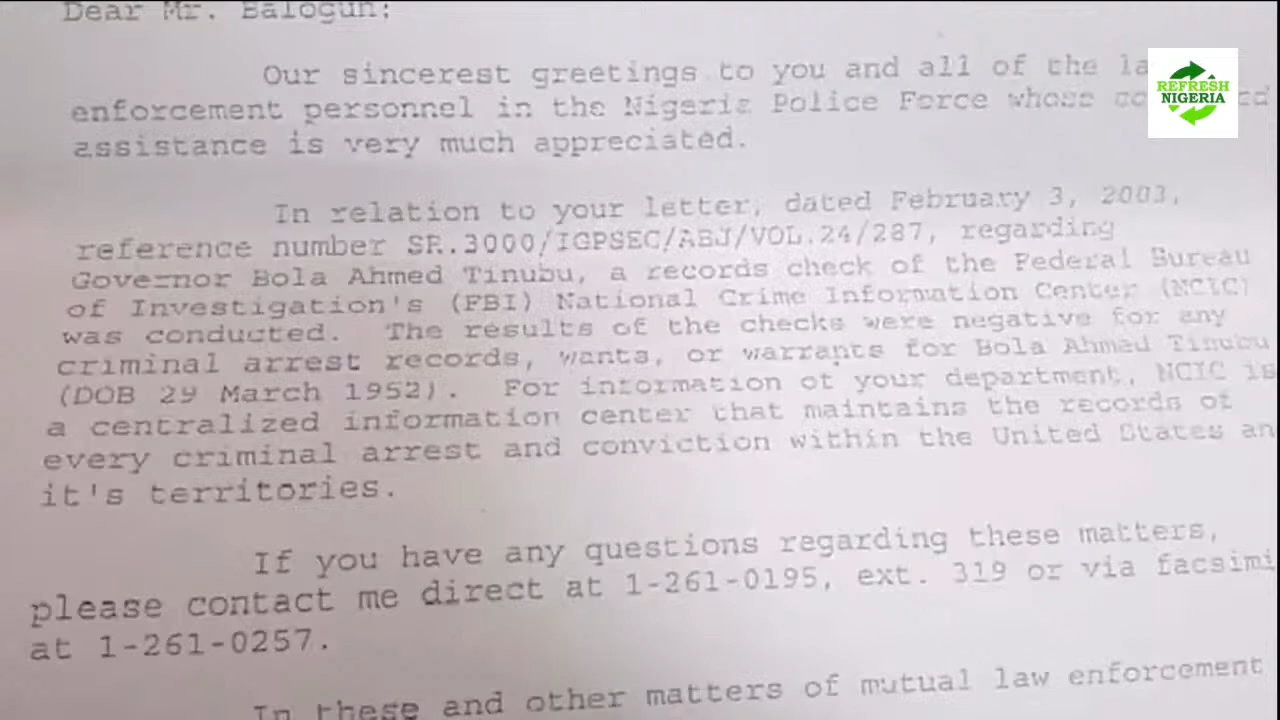 Dear Mr. Balogun:
Our sincerest greetings to you and all of the la
enforcement personnel in the Nigeria Police Force whose
assistance is very much appreciated.
In relation to your letter, dated February 3, 2003,
reference number SR.3000/IGPSEC/ABJ/VOL.24/287, regarding
Governor Bola Ahmed Tinubu, a records check of the Federal Bureau
of Investigation's (FBI) National Crime Information Center (NCIC)
was conducted. The results of the checks were negative for any
criminal arrest records, wants, or warrants for Bola Ahmed Tinubu
(DOB 29 March 1952). For information of your department, NCIC is
a centralized information center that maintains the records of
every criminal arrest and conviction within the United States an
it's territories.
If you have any questions regarding these matters,
please contact me direct at 1-261-0195, ext. 319 or via facsimi
at 1-261-0257.
In these and other matters of mutual law enforcement
REFRESH
NIGERIA